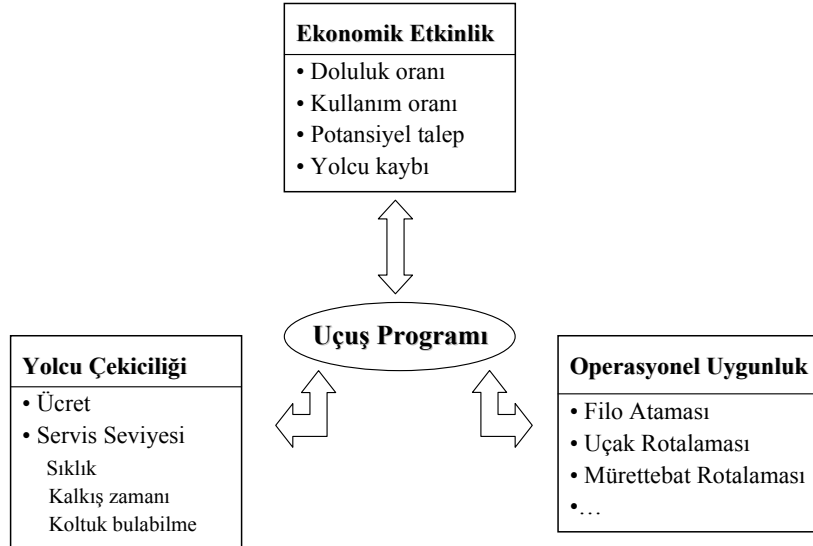 Ekonomik Etkinlik
• Doluluk oranı
• Kullanım oranı
• Potansiyel talep
• Yolcu kaybı
Uçuş Programı
Yolcu Çekiciliği
• Ücret
• Servis Seviyesi
Sıklık
Kalkış zamanı
Koltuk bulabilme
Operasyonel Uygunluk
• Filo Ataması
• Uçak Rotalaması
• Mürettebat Rotalaması
•…